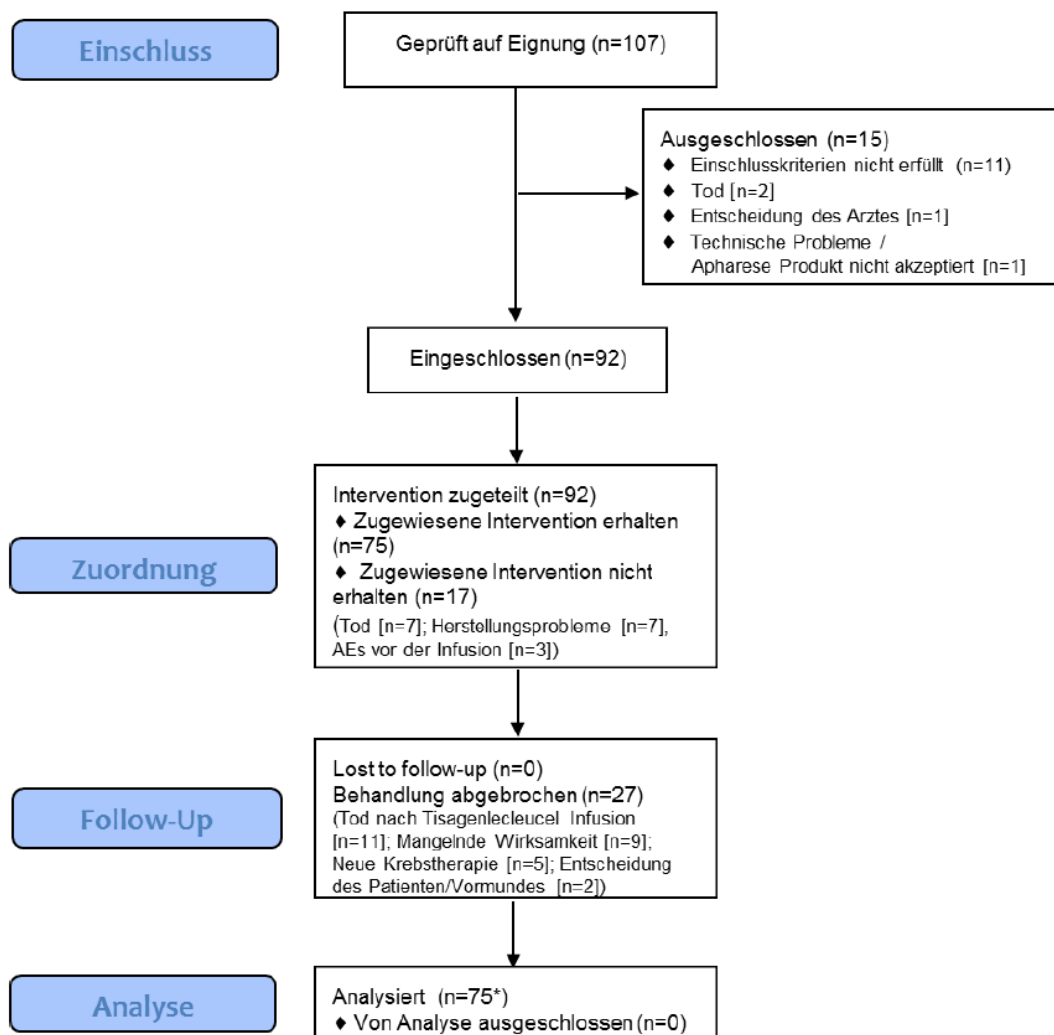 Einschluss
Geprüft auf Eignung (n=107)
Ausgeschlossen (n=15)
♦ Einschlusskriterien nicht erfüllt (n=11)
♦ Tod [n=2]
♦ Entscheidung des Arztes [n=1]
♦ Technische Probleme /
Apharese Produkt nicht akzeptiert [n=1]
Eingeschlossen (n=92)
Zuordnung
Intervention zugeteilt (n=92)
♦ Zugewiesene Intervention erhalten
(n=75)
♦ Zugewiesene Intervention nicht
erhalten (n=17)
(Tod [n=7]; Herstellungsprobleme [n=7],
AEs vor der Infusion [n=3])
Follow-Up
Lost to follow-up (n=0)
Behandlung abgebrochen (n=27)
(Tod nach Tisagenlecleucel Infusion
[n=11]; Mangelnde Wirksamkeit [n=9];
Neue Krebstherapie [n=5]; Entscheidung
des Patienten/Vormundes [n=2])
Analyse
Analysiert (n=75*)
♦ Von Analyse ausgeschlossen (n=0)